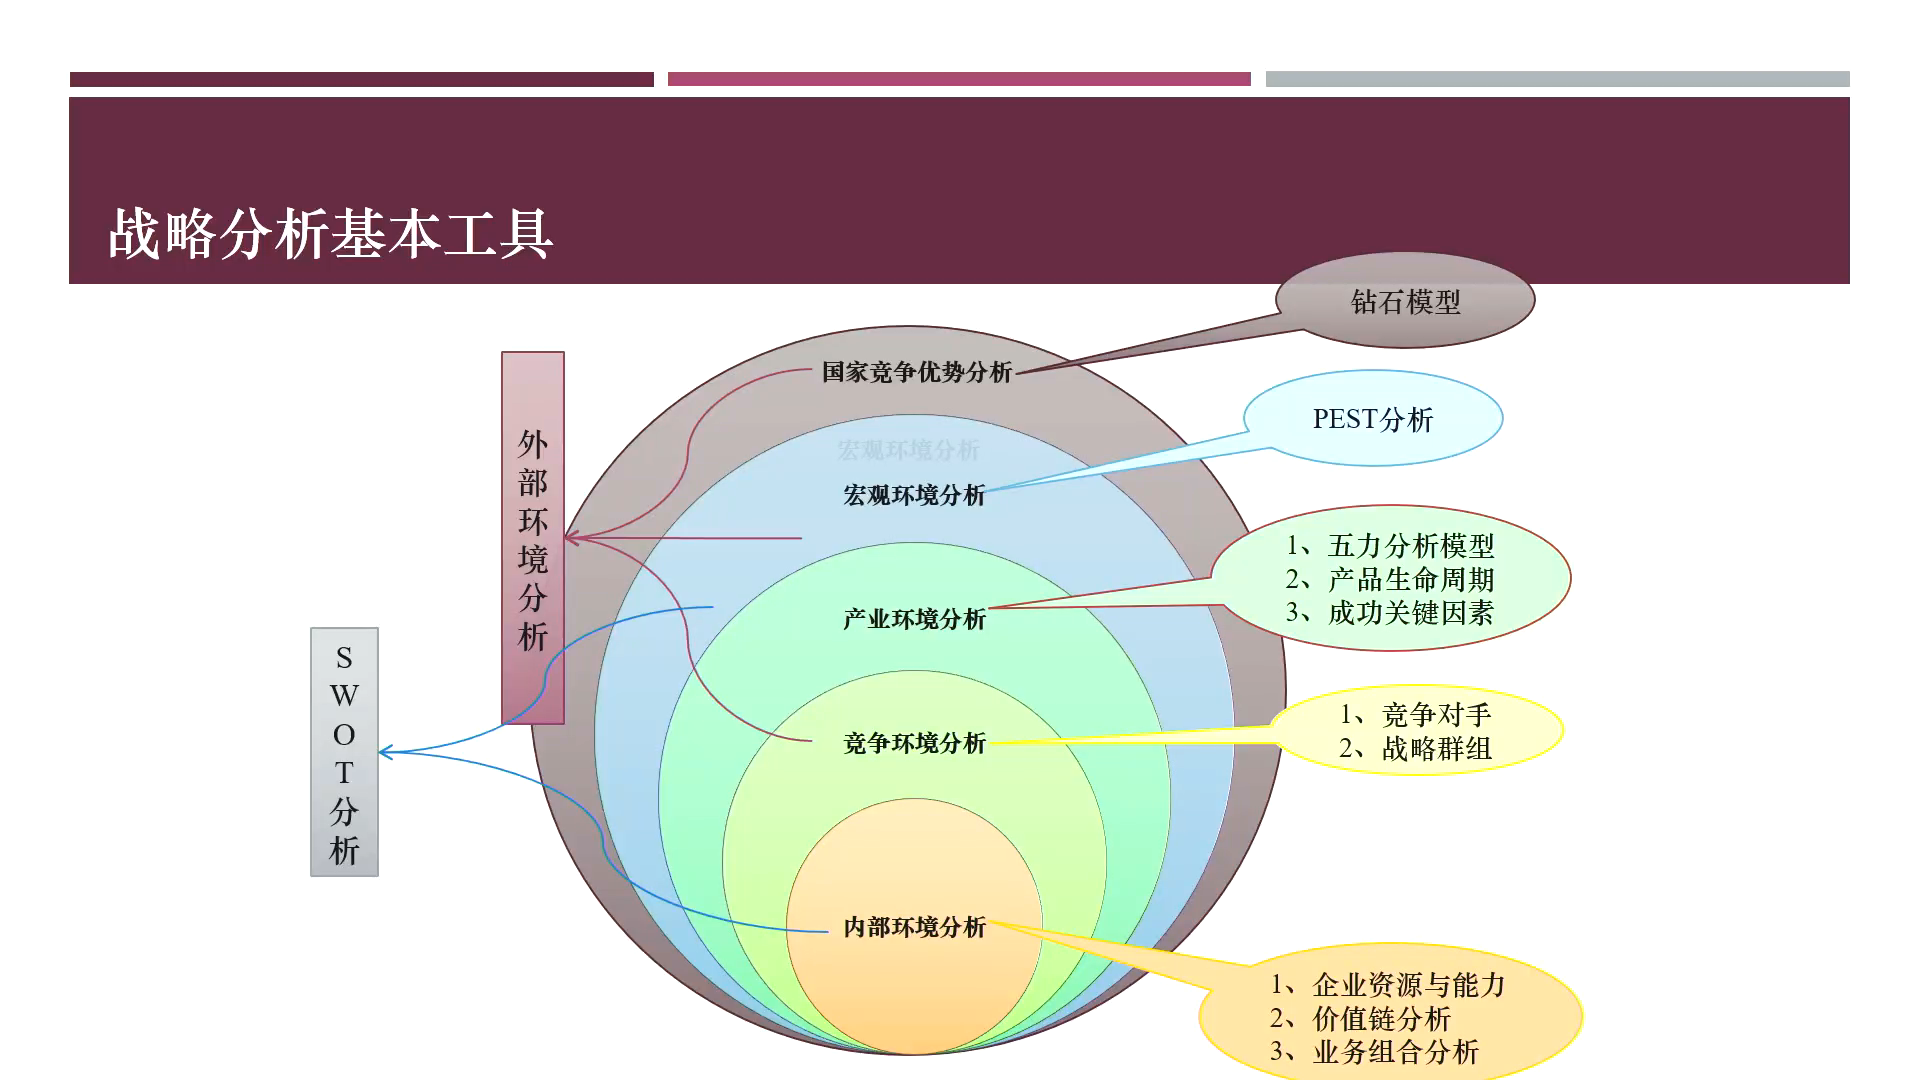 战略分析基本工具
钻石模型
国家竞争优势分析
PEST分析
宏观环境分析
宏观环境分析
外部环境分析
1、五力分析模型
2、产品生命周期
3、成功关键因素
产业环境分析
SWOT分析
1、竞争对手
2、战略群组
竞争环境分析
内部环境分析
1、企业资源与能力
2、价值链分析
3、业务组合分析